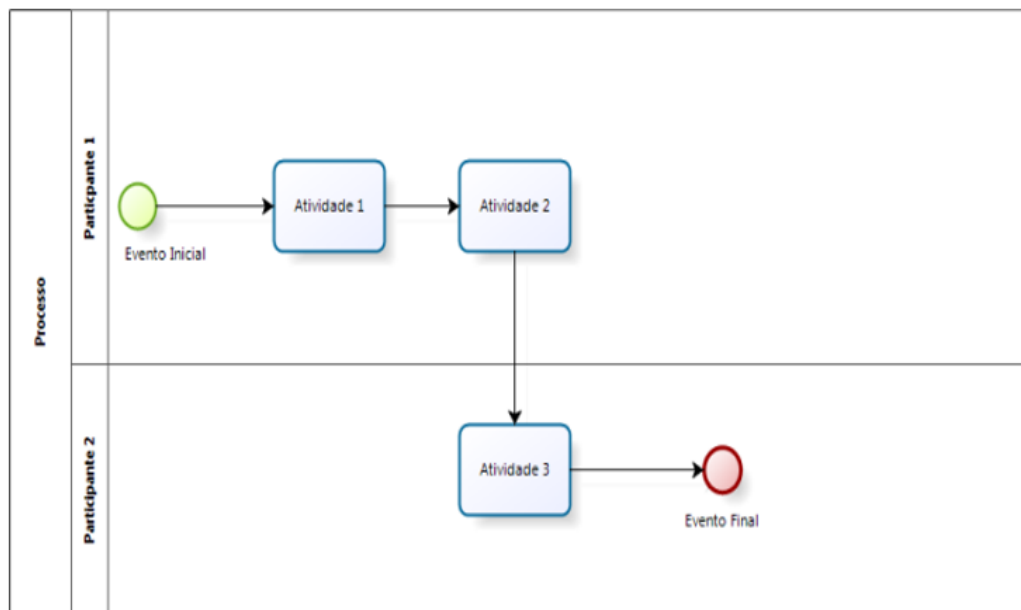 Processo
Particpante 1
Evento Inicial
Atividade 1
Atividade 2
Participante 2
Atividade 3
Evento Final